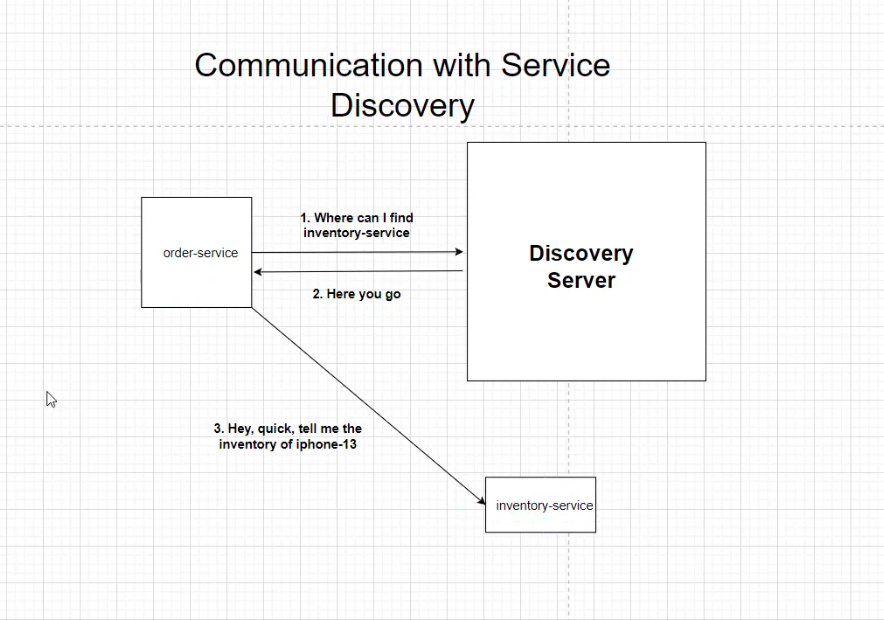 Communication with Service
Discovery
1. Where can I find
inventory-service
order-service
Discovery
Server
2. Here you go
3. Hey, quick, tell me the
inventory of iphone-13
inventory-service